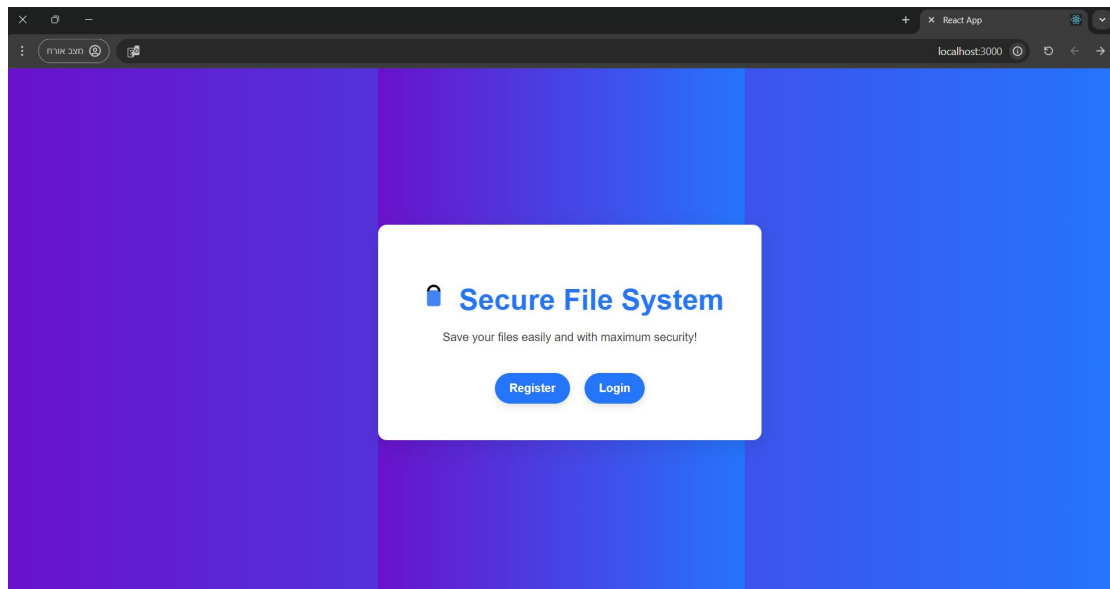 React App
מצב אורח
localhost:3000
Secure File System
Save your files easily and with maximum security!
Register
Login